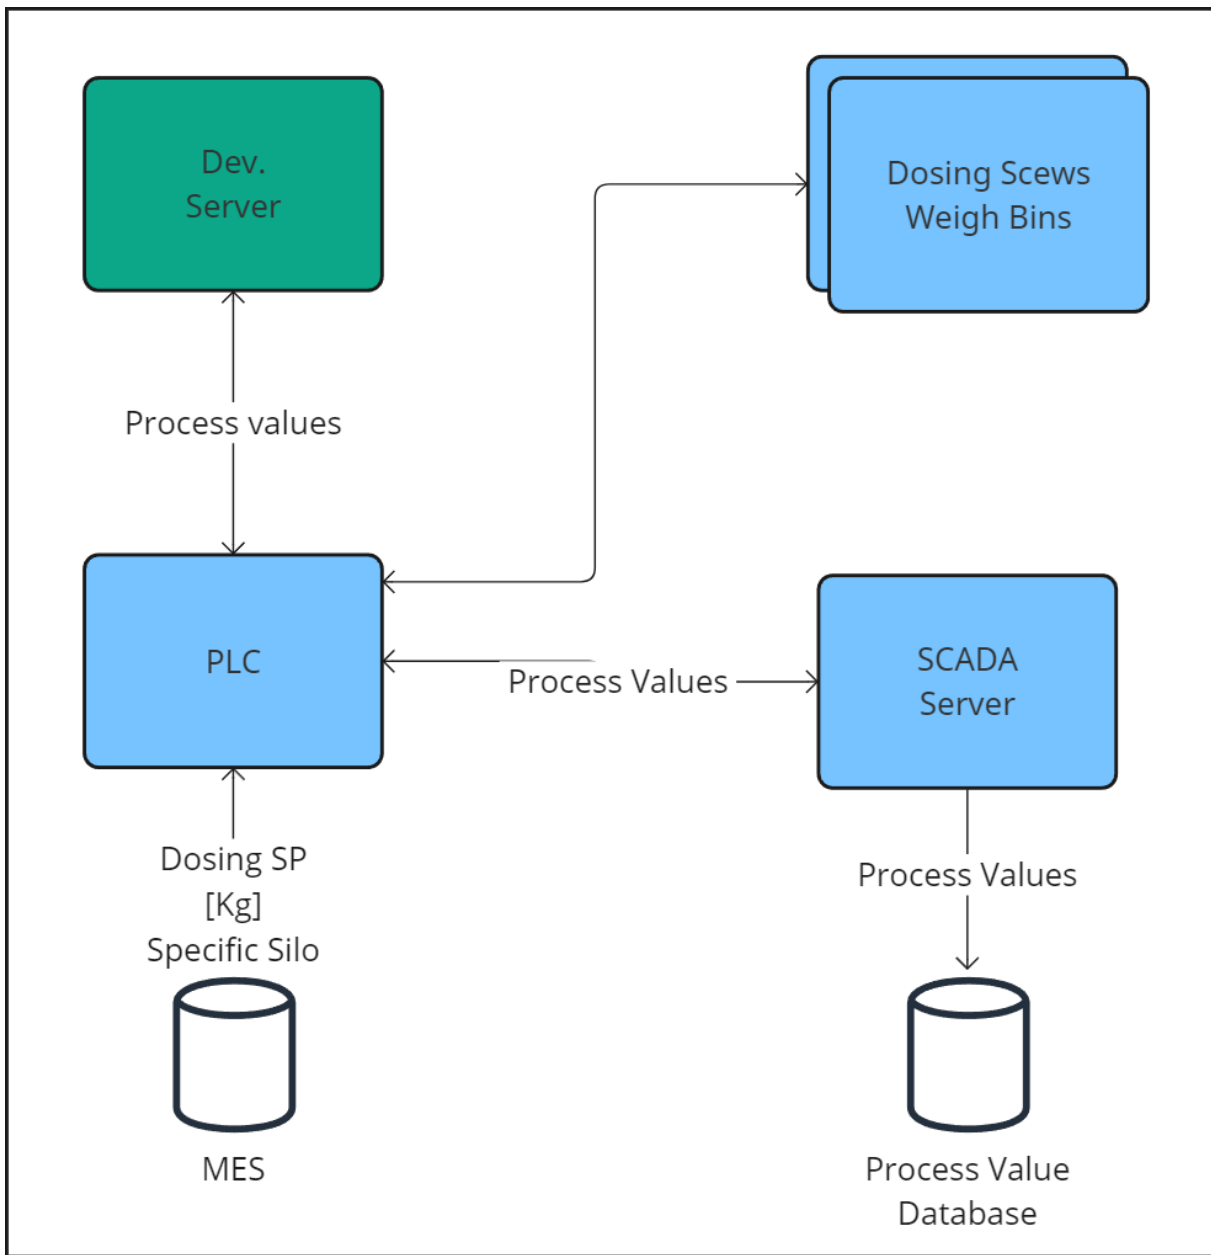 Dev.
Server
Dosing Scews
Weigh Bins
Process values
PLC
Process Values
SCADA
Server
Dosing SP
[Kg]
Specific Silo
Process Values
MES
Process Value
Database